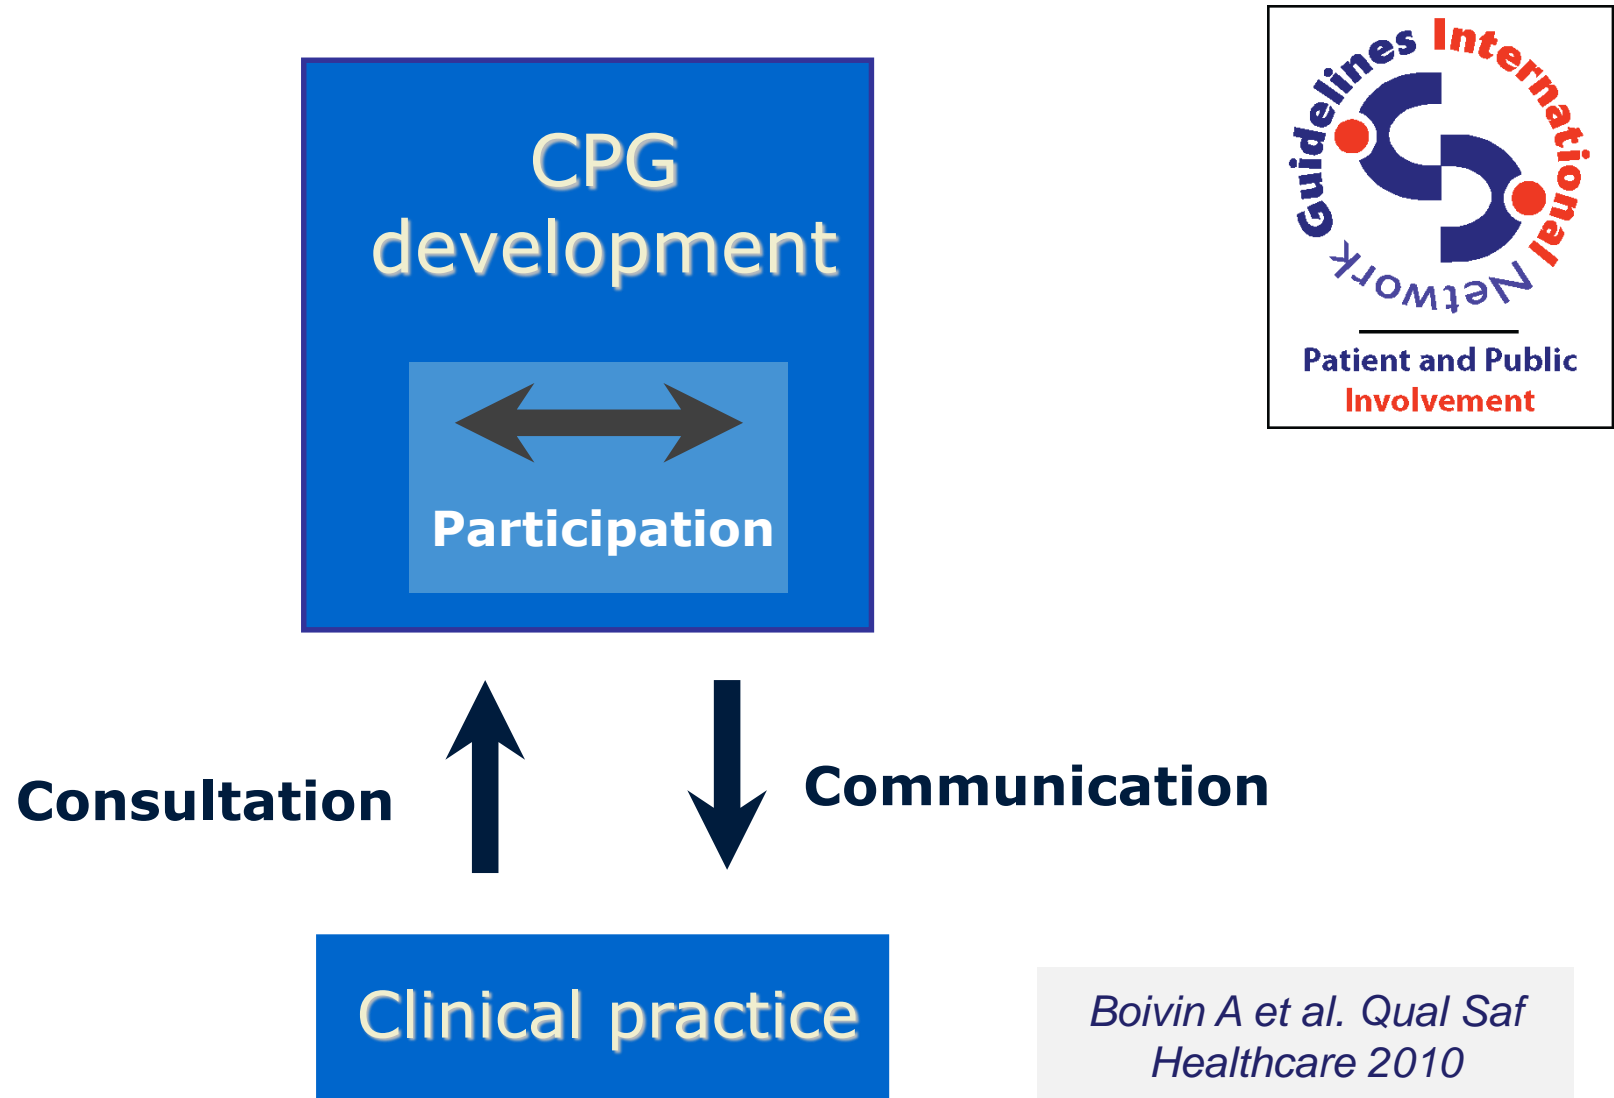 CPG
development
Participation
Consultation
Communication
Clinical practice
Guidelines International Network
Patient and Public
Involvement
Boivin A et al. Qual Saf
Healthcare 2010